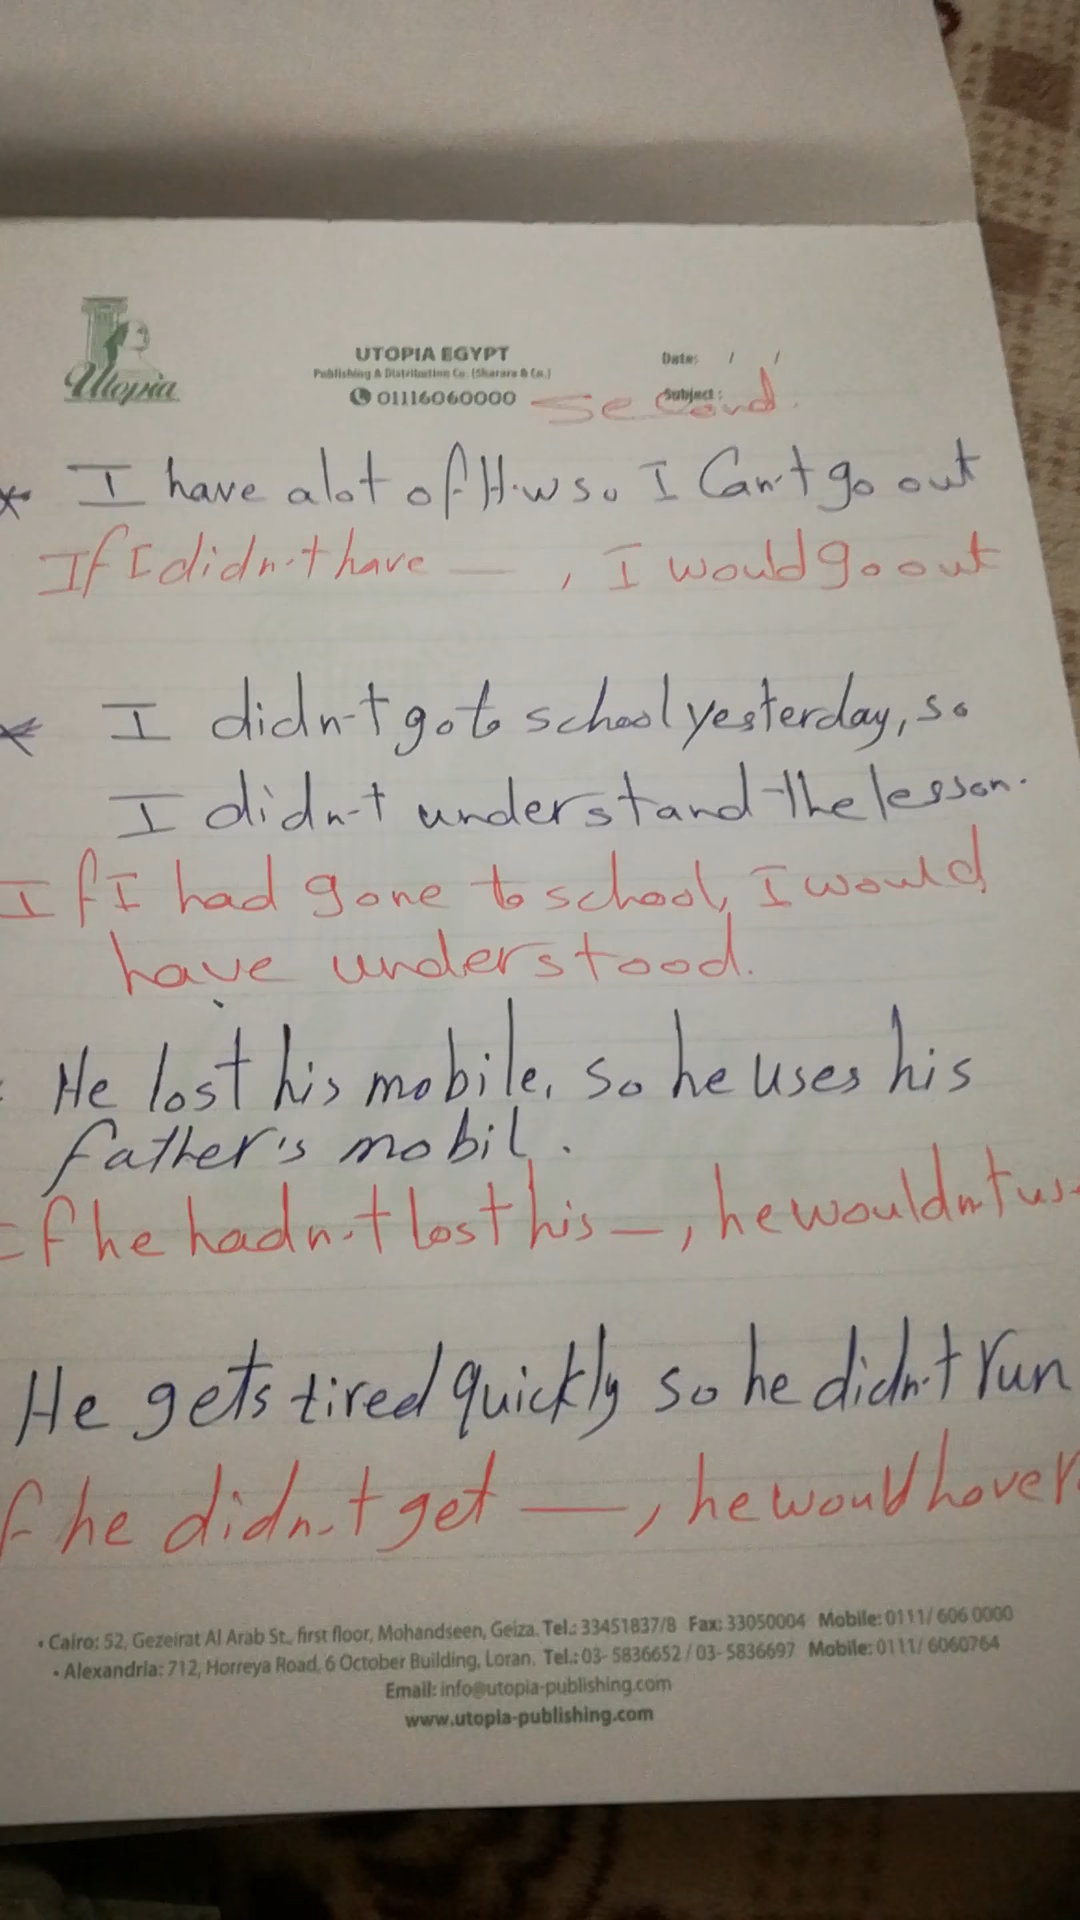 Utopia
UTOPIA EGYPT
Publishing & Distribution Co. (Sharara & Co.)
01116060000
Date: / /
Subject:
Second.
* I have alot of H.w so I Can't go out
If I didn't have — , I would go out
* I didn't go to school yesterday, so
I didn't understand the lesson.
If I had gone to school, I would
have understood.
He lost his mobile, so he uses his
father's mobil.
If he hadn't lost his —, he wouldn't us
He gets tired quickly so he didn't run
f he didn't get —, he would have r
• Cairo: 52, Gezeirat Al Arab St., first floor, Mohandseen, Geiza. Tel.: 33451837/8 Fax: 33050004 Mobile: 0111/ 606 0000
• Alexandria: 712, Horreya Road, 6 October Building, Loran. Tel.: 03- 5836652 / 03- 5836697 Mobile: 0111/ 6060764
Email: info@utopia-publishing.com
www.utopia-publishing.com